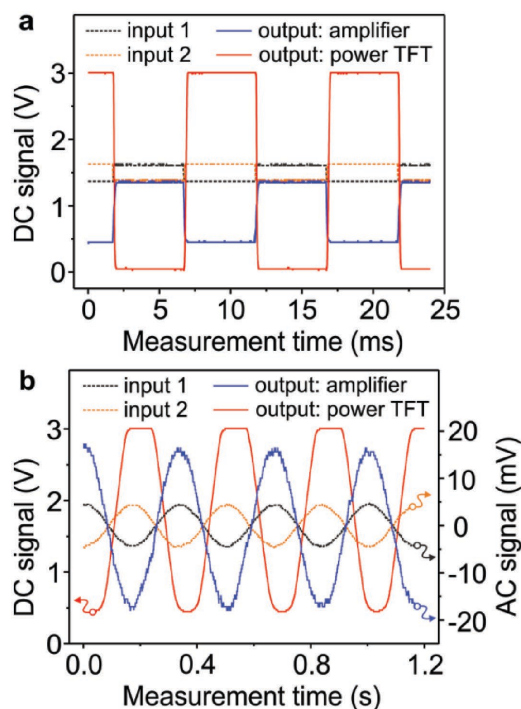 a
input 1 output: amplifier
input 2 output: power TFT
3
2
1
0
DC signal (V)
0 5 10 15 20 25
Measurement time (ms)
b
input 1 output: amplifier
input 2 output: power TFT
3
2
1
0
DC signal (V)
20
10
0
-10
-20
AC signal (mV)
0.0 0.4 0.8 1.2
Measurement time (s)